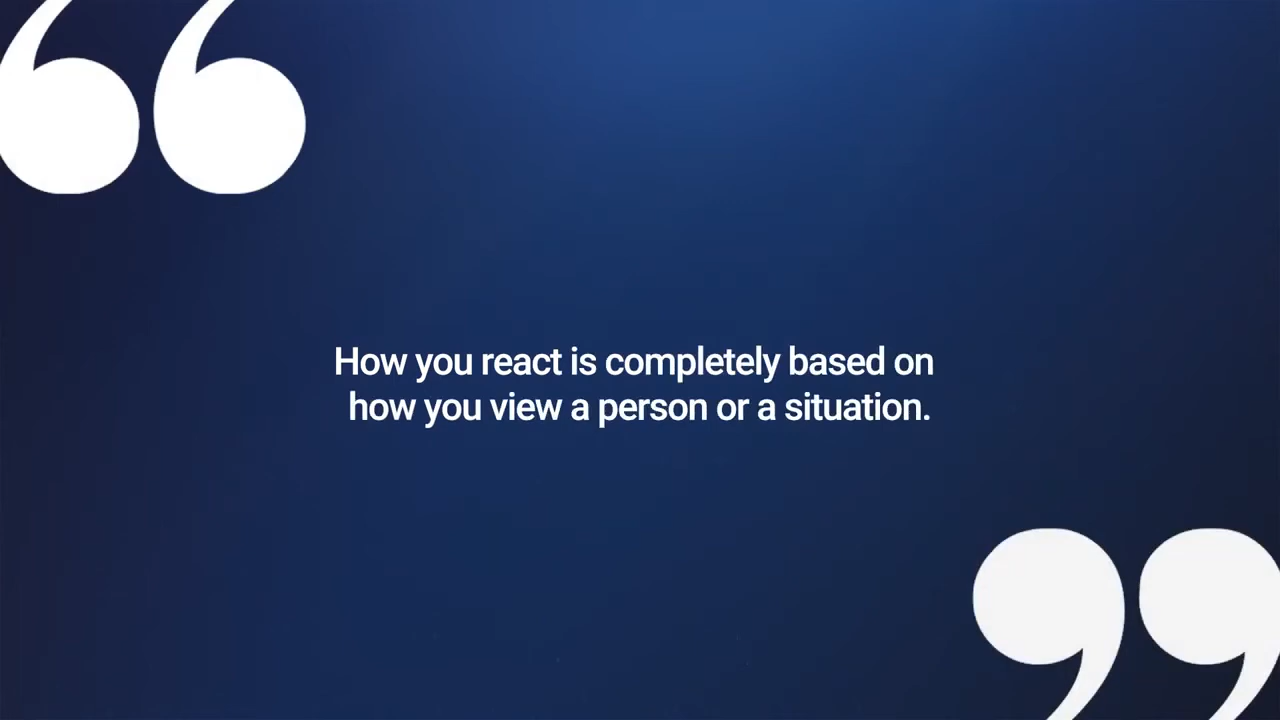 How you react is completely based on
how you view a person or a situation.